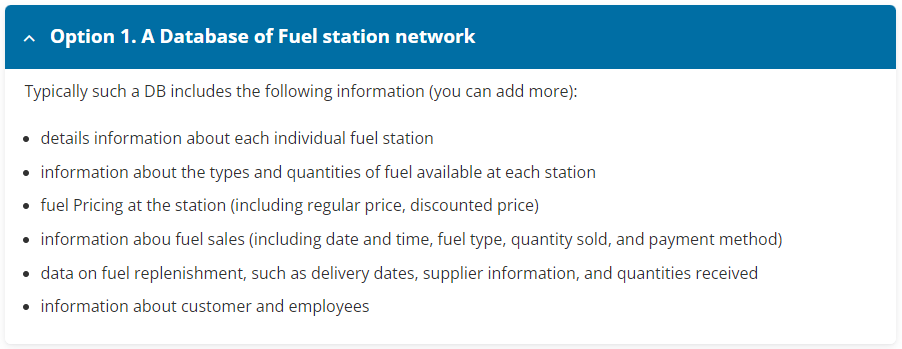 Option 1. A Database of Fuel station network
Typically such a DB includes the following information (you can add more):
• details information about each individual fuel station
• information about the types and quantities of fuel available at each station
• fuel Pricing at the station (including regular price, discounted price)
• information abou fuel sales (including date and time, fuel type, quantity sold, and payment method)
• data on fuel replenishment, such as delivery dates, supplier information, and quantities received
• information about customer and employees